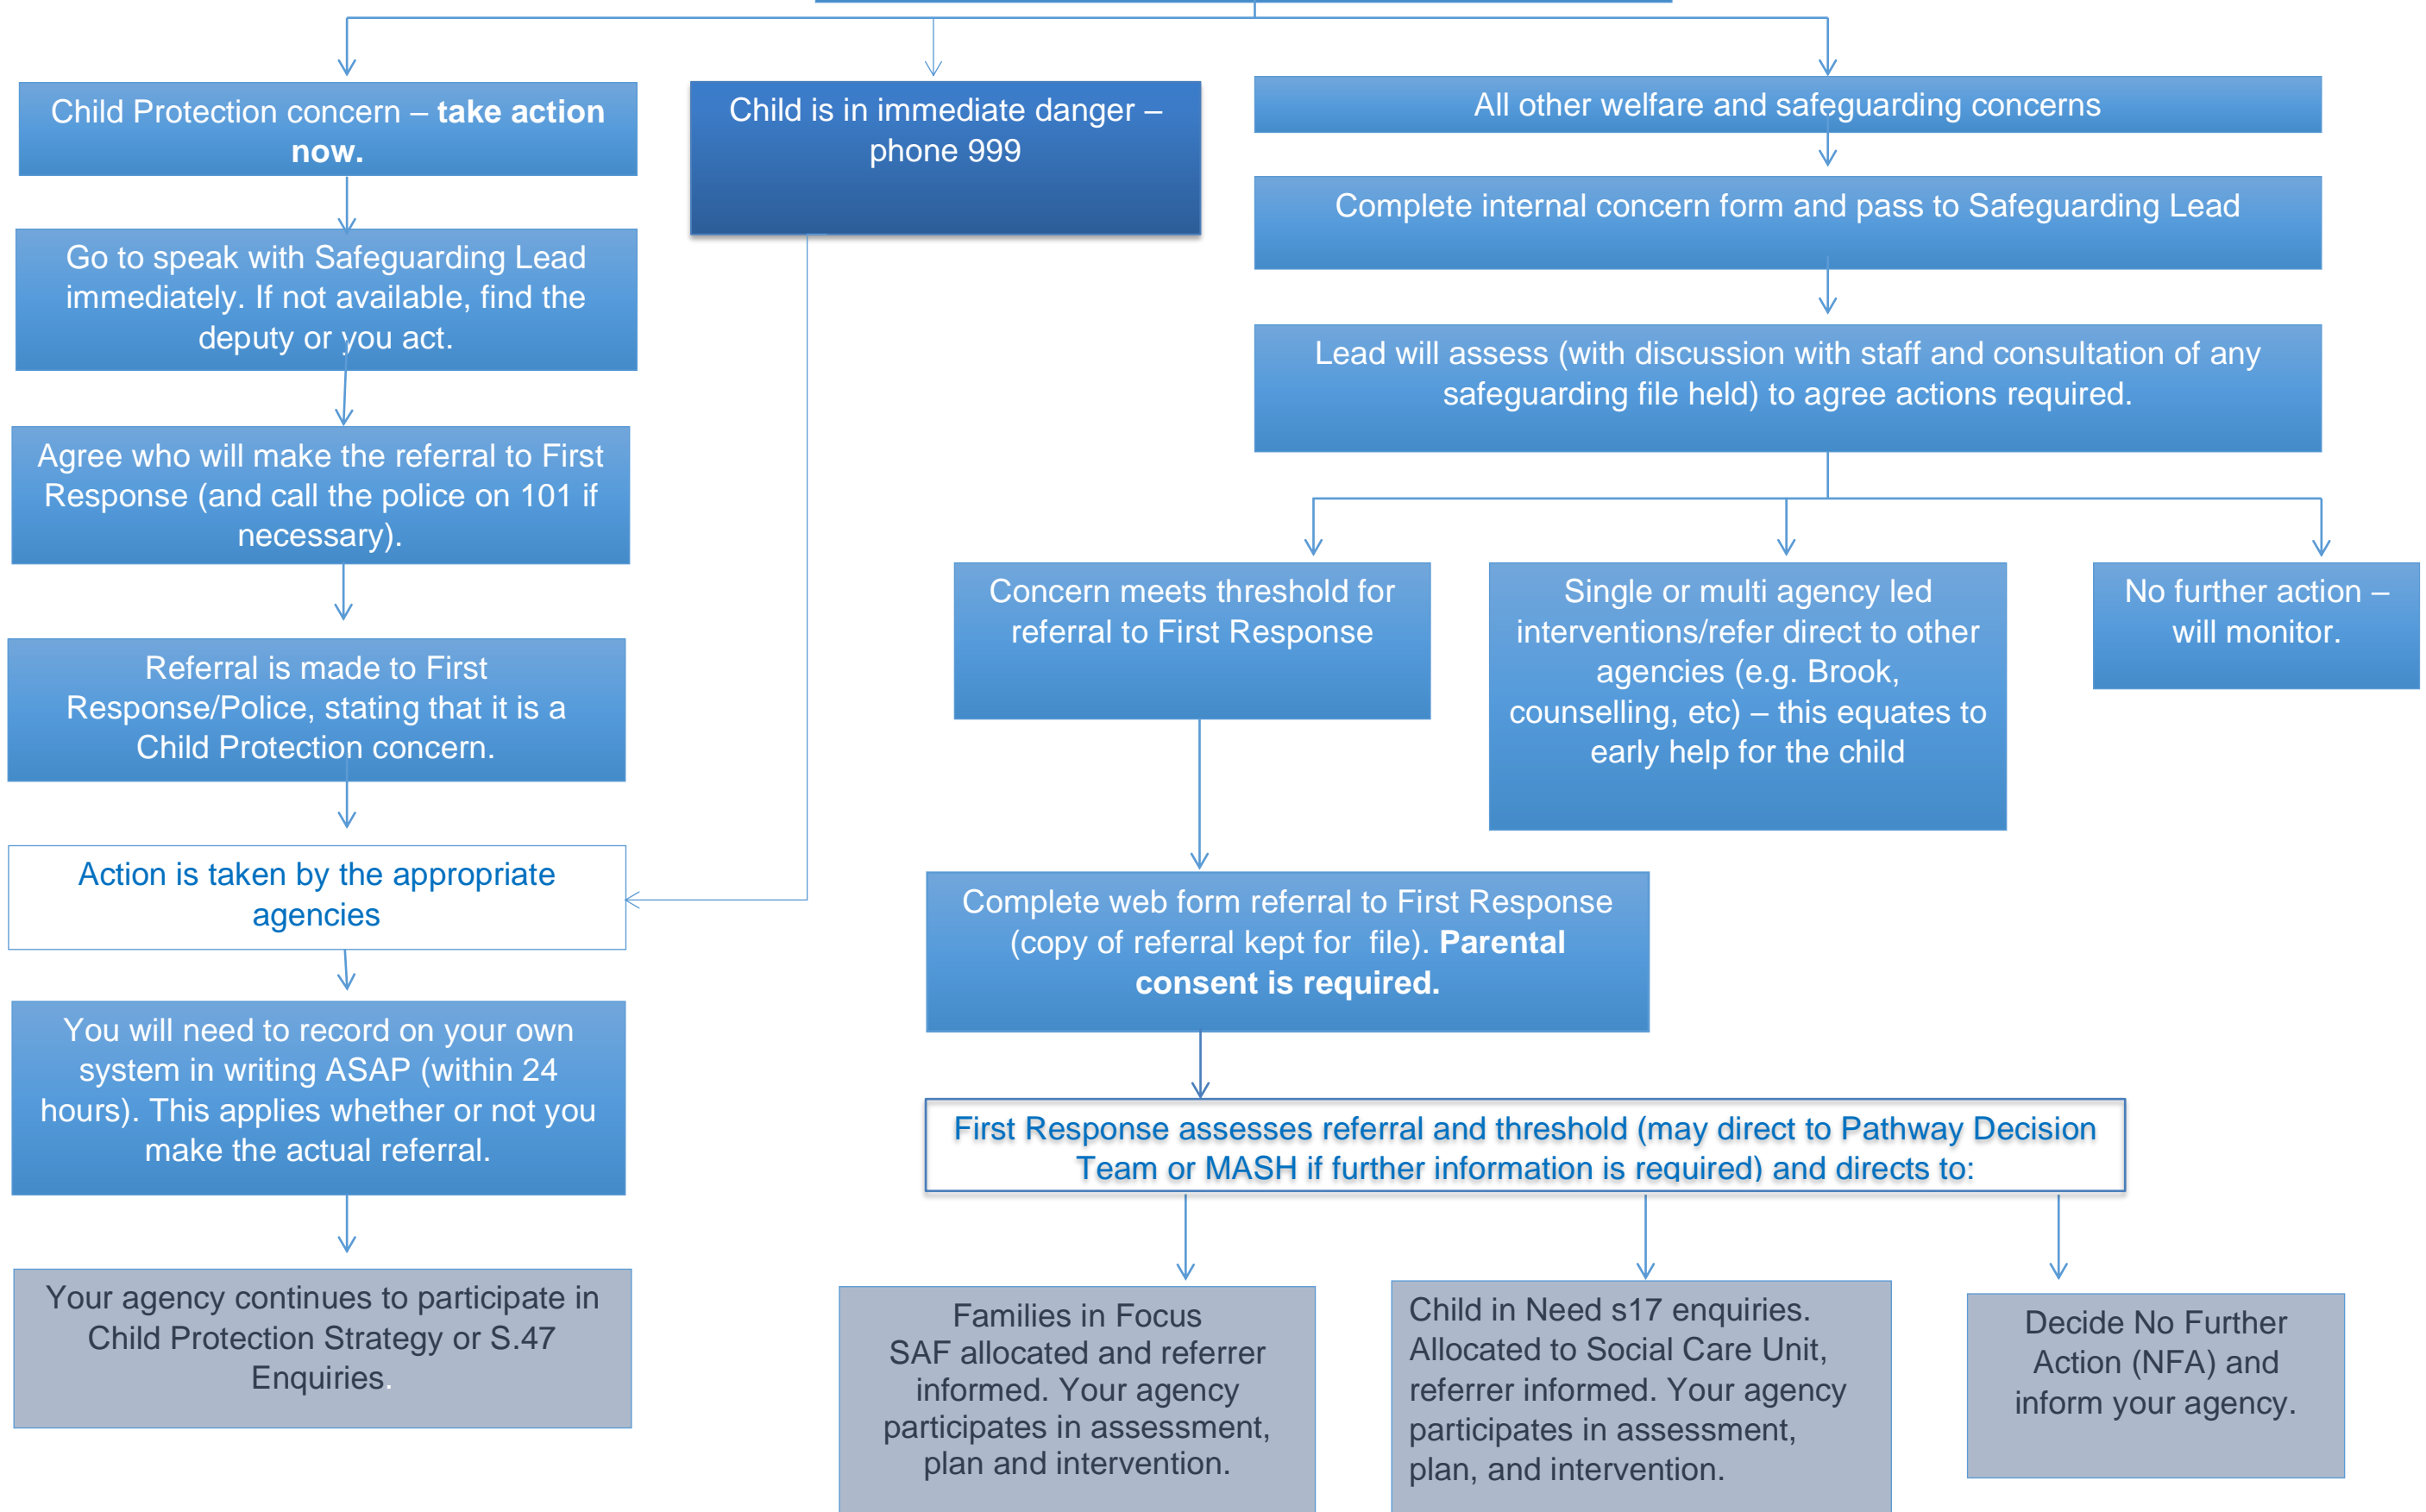 Child Protection concern – take action
now.
Child is in immediate danger –
phone 999
All other welfare and safeguarding concerns
Go to speak with Safeguarding Lead
immediately. If not available, find the
deputy or you act.
Complete internal concern form and pass to Safeguarding Lead
Lead will assess (with discussion with staff and consultation of any
safeguarding file held) to agree actions required.
Agree who will make the referral to First
Response (and call the police on 101 if
necessary).
Concern meets threshold for
referral to First Response
Single or multi agency led
interventions/refer direct to other
agencies (e.g. Brook,
counselling, etc) – this equates to
early help for the child
No further action –
will monitor.
Referral is made to First
Response/Police, stating that it is a
Child Protection concern.
Action is taken by the appropriate
agencies
Complete web form referral to First Response
(copy of referral kept for file). Parental
consent is required.
You will need to record on your own
system in writing ASAP (within 24
hours). This applies whether or not you
make the actual referral.
First Response assesses referral and threshold (may direct to Pathway Decision
Team or MASH if further information is required) and directs to:
Your agency continues to participate in
Child Protection Strategy or S.47
Enquiries.
Families in Focus
SAF allocated and referrer
informed. Your agency
participates in assessment,
plan and intervention.
Child in Need s17 enquiries.
Allocated to Social Care Unit,
referrer informed. Your agency
participates in assessment,
plan, and intervention.
Decide No Further
Action (NFA) and
inform your agency.